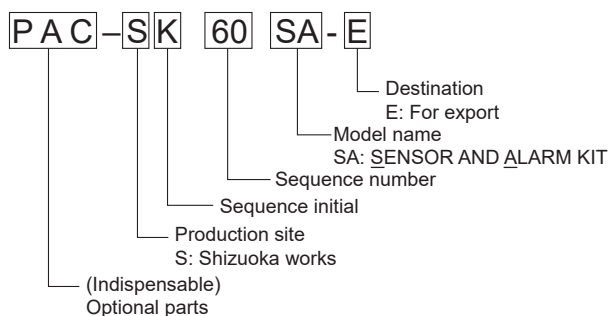 PAC–SK 60 SA-E
Destination
E: For export
Model name
SA: SENSOR AND ALARM KIT
Sequence number
Sequence initial
Production site
S: Shizuoka works
(Indispensable)
Optional parts